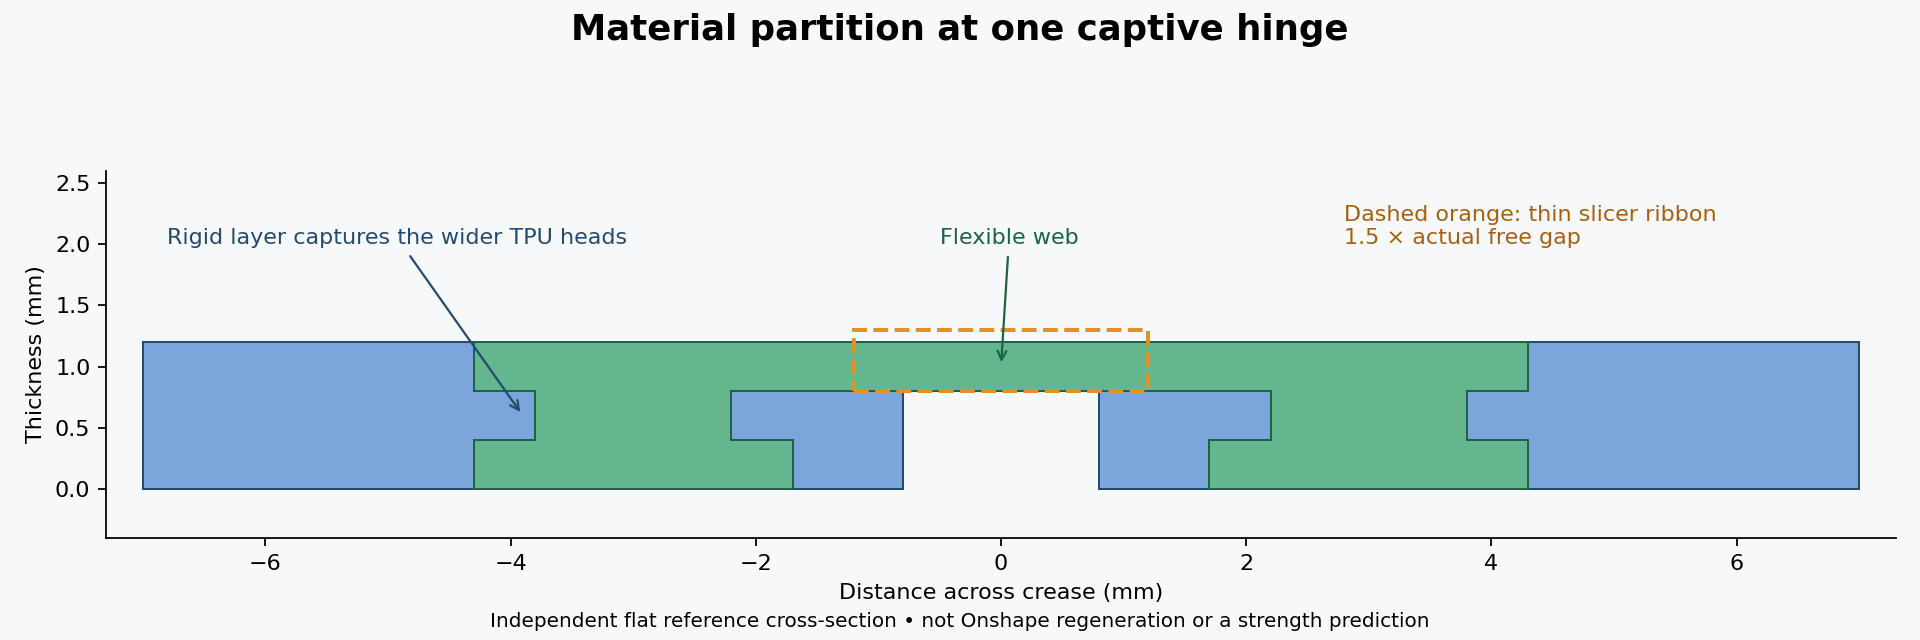 Material partition at one captive hinge
Dashed orange: thin slicer ribbon
1.5 × actual free gap
Rigid layer captures the wider TPU heads
Flexible web
Thickness (mm)
2.5
2.0
1.5
1.0
0.5
0.0
−6
−4
−2
0
2
4
6
Distance across crease (mm)
Independent flat reference cross-section • not Onshape regeneration or a strength prediction